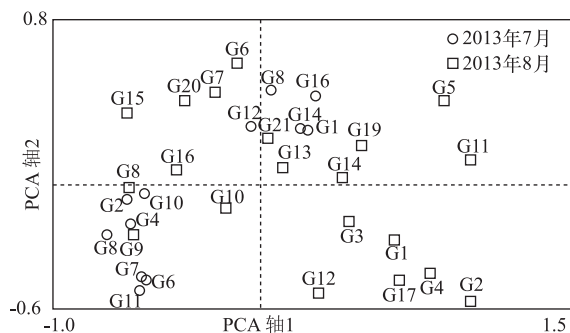 0.8
G6
○ 2013年7月
G8
G16
□ 2013年8月
G7
G20
G5
G15
G12
G14
G1
G21
G19
G11
G13
G16
G14
G8
PCA 轴2
G2
G10
G10
G4
G3
G8
G9
G1
G7
G6
G12
G17
G4
G2
G11
-0.6
-1.0
PCA 轴1
1.5